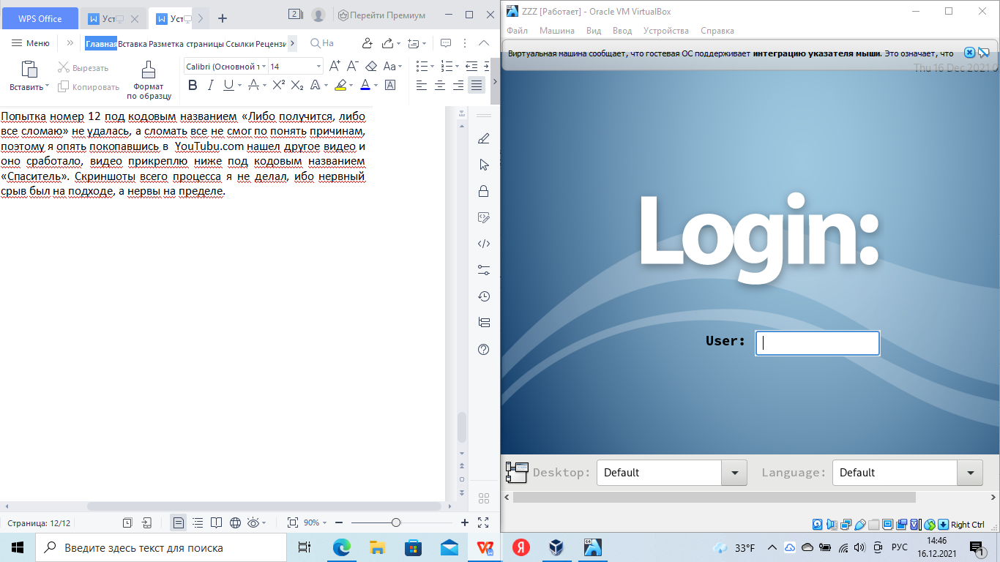 WPS Office
Уст
Уст
2
Перейти Премиум
Меню
Главная
Вставка
Разметка страницы
Ссылки
Рецензи
На
Вставить
Вырезать
Копировать
Формат
по образцу
Calibri (Основной т
14
Попытка номер 12 под кодовым названием «Либо получится, либо
все сломаю» не удалась, а сломать все не смог по понять причинам,
поэтому я опять покопавшись в YouTubu.com нашел другое видео и
оно сработало, видео прикреплю ниже под кодовым названием
«Спаситель». Скриншоты всего процесса я не делал, ибо нервный
срыв был на подходе, а нервы на пределе.
Страница: 12/12
90%
ZZZ [Работает] - Oracle VM VirtualBox
Файл Машина Вид Ввод Устройства Справка
Виртуальная машина сообщает, что гостевая ОС поддерживает интеграцию указателя мыши. Это означает, что
Thu 16 Dec 2021 0
Login:
User:
Desktop: Default Language: Default
Right Ctrl
Введите здесь текст для поиска
33°F
РУС
14:46
16.12.2021
1